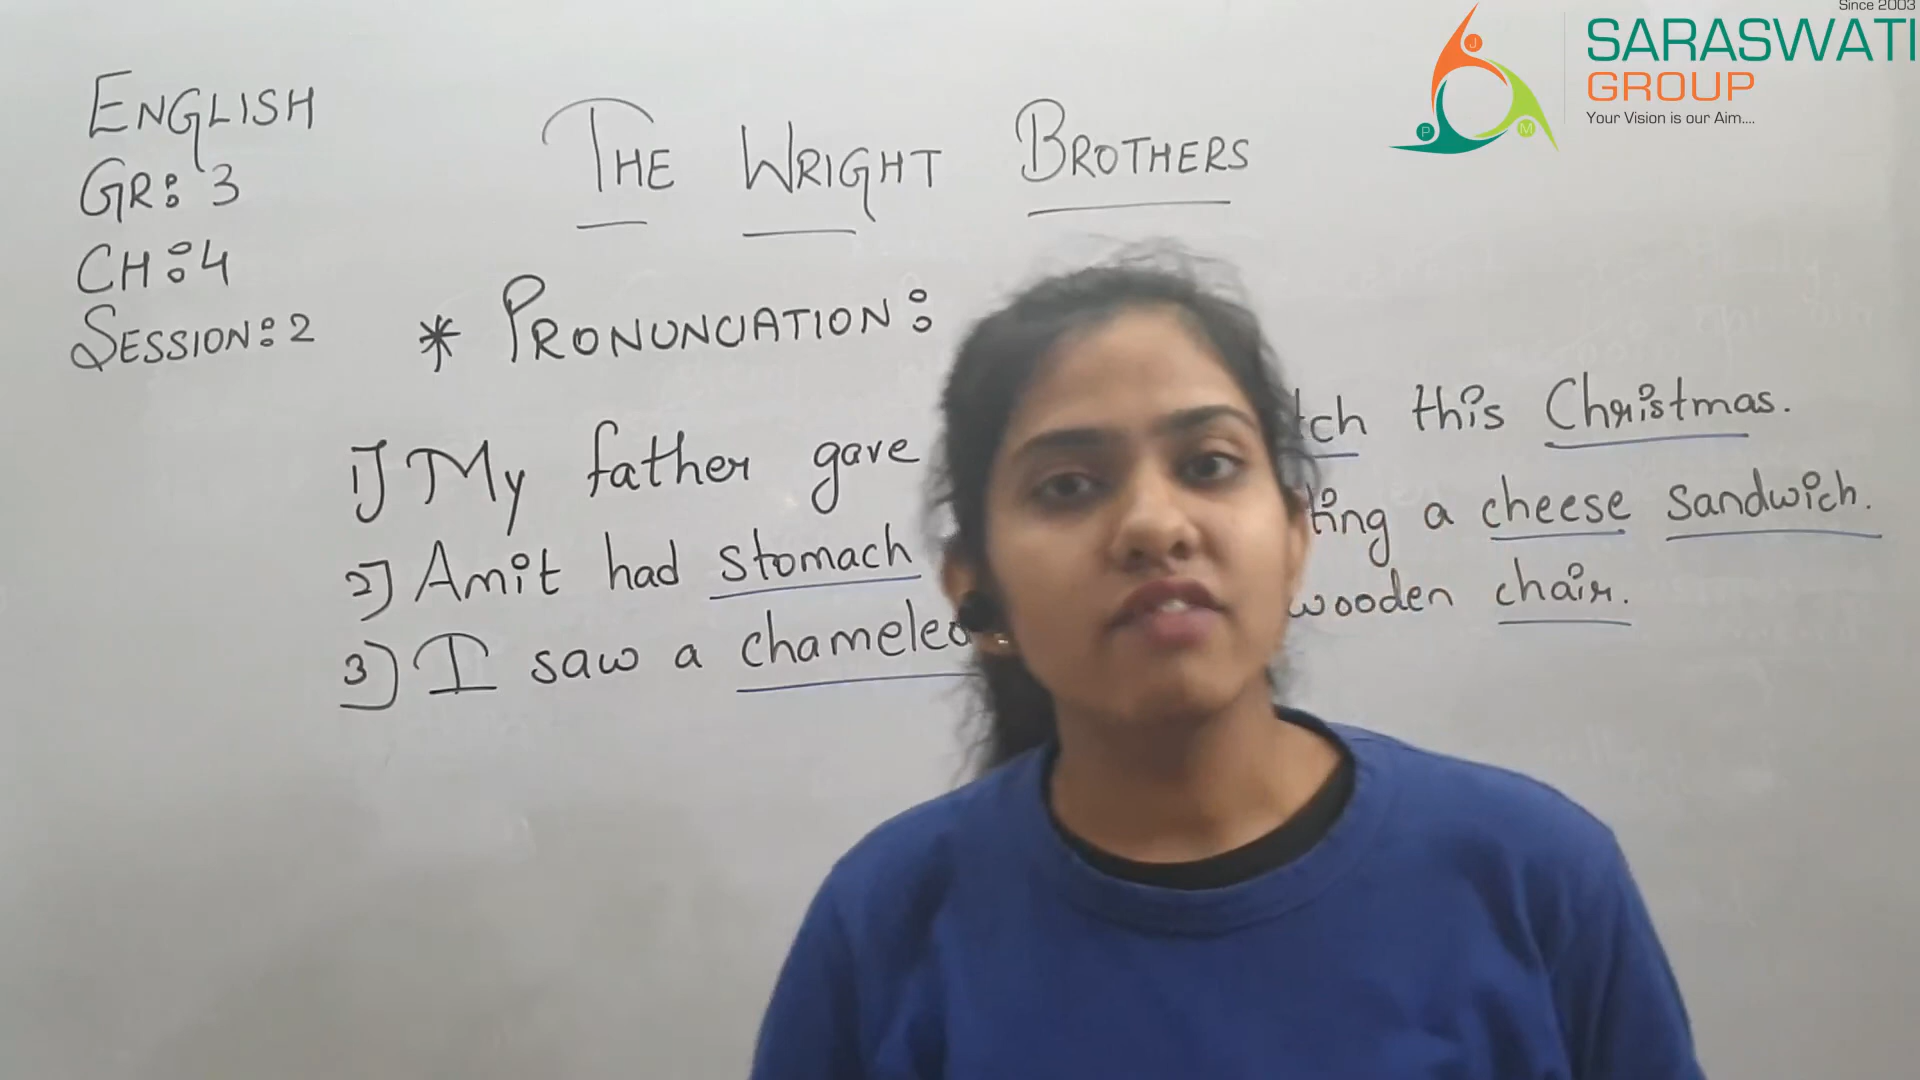 Since 2003
SARASWATI
GROUP
Your Vision is our Aim....
J
P
M
ENGLISH
GR: 3
CH: 4
SESSION: 2
THE WRIGHT BROTHERS
* PRONUNCIATION:
1) My father gave tch this Christmas.
2) Amit had stomach ting a cheese sandwich.
3) I saw a chameleo wooden chair.